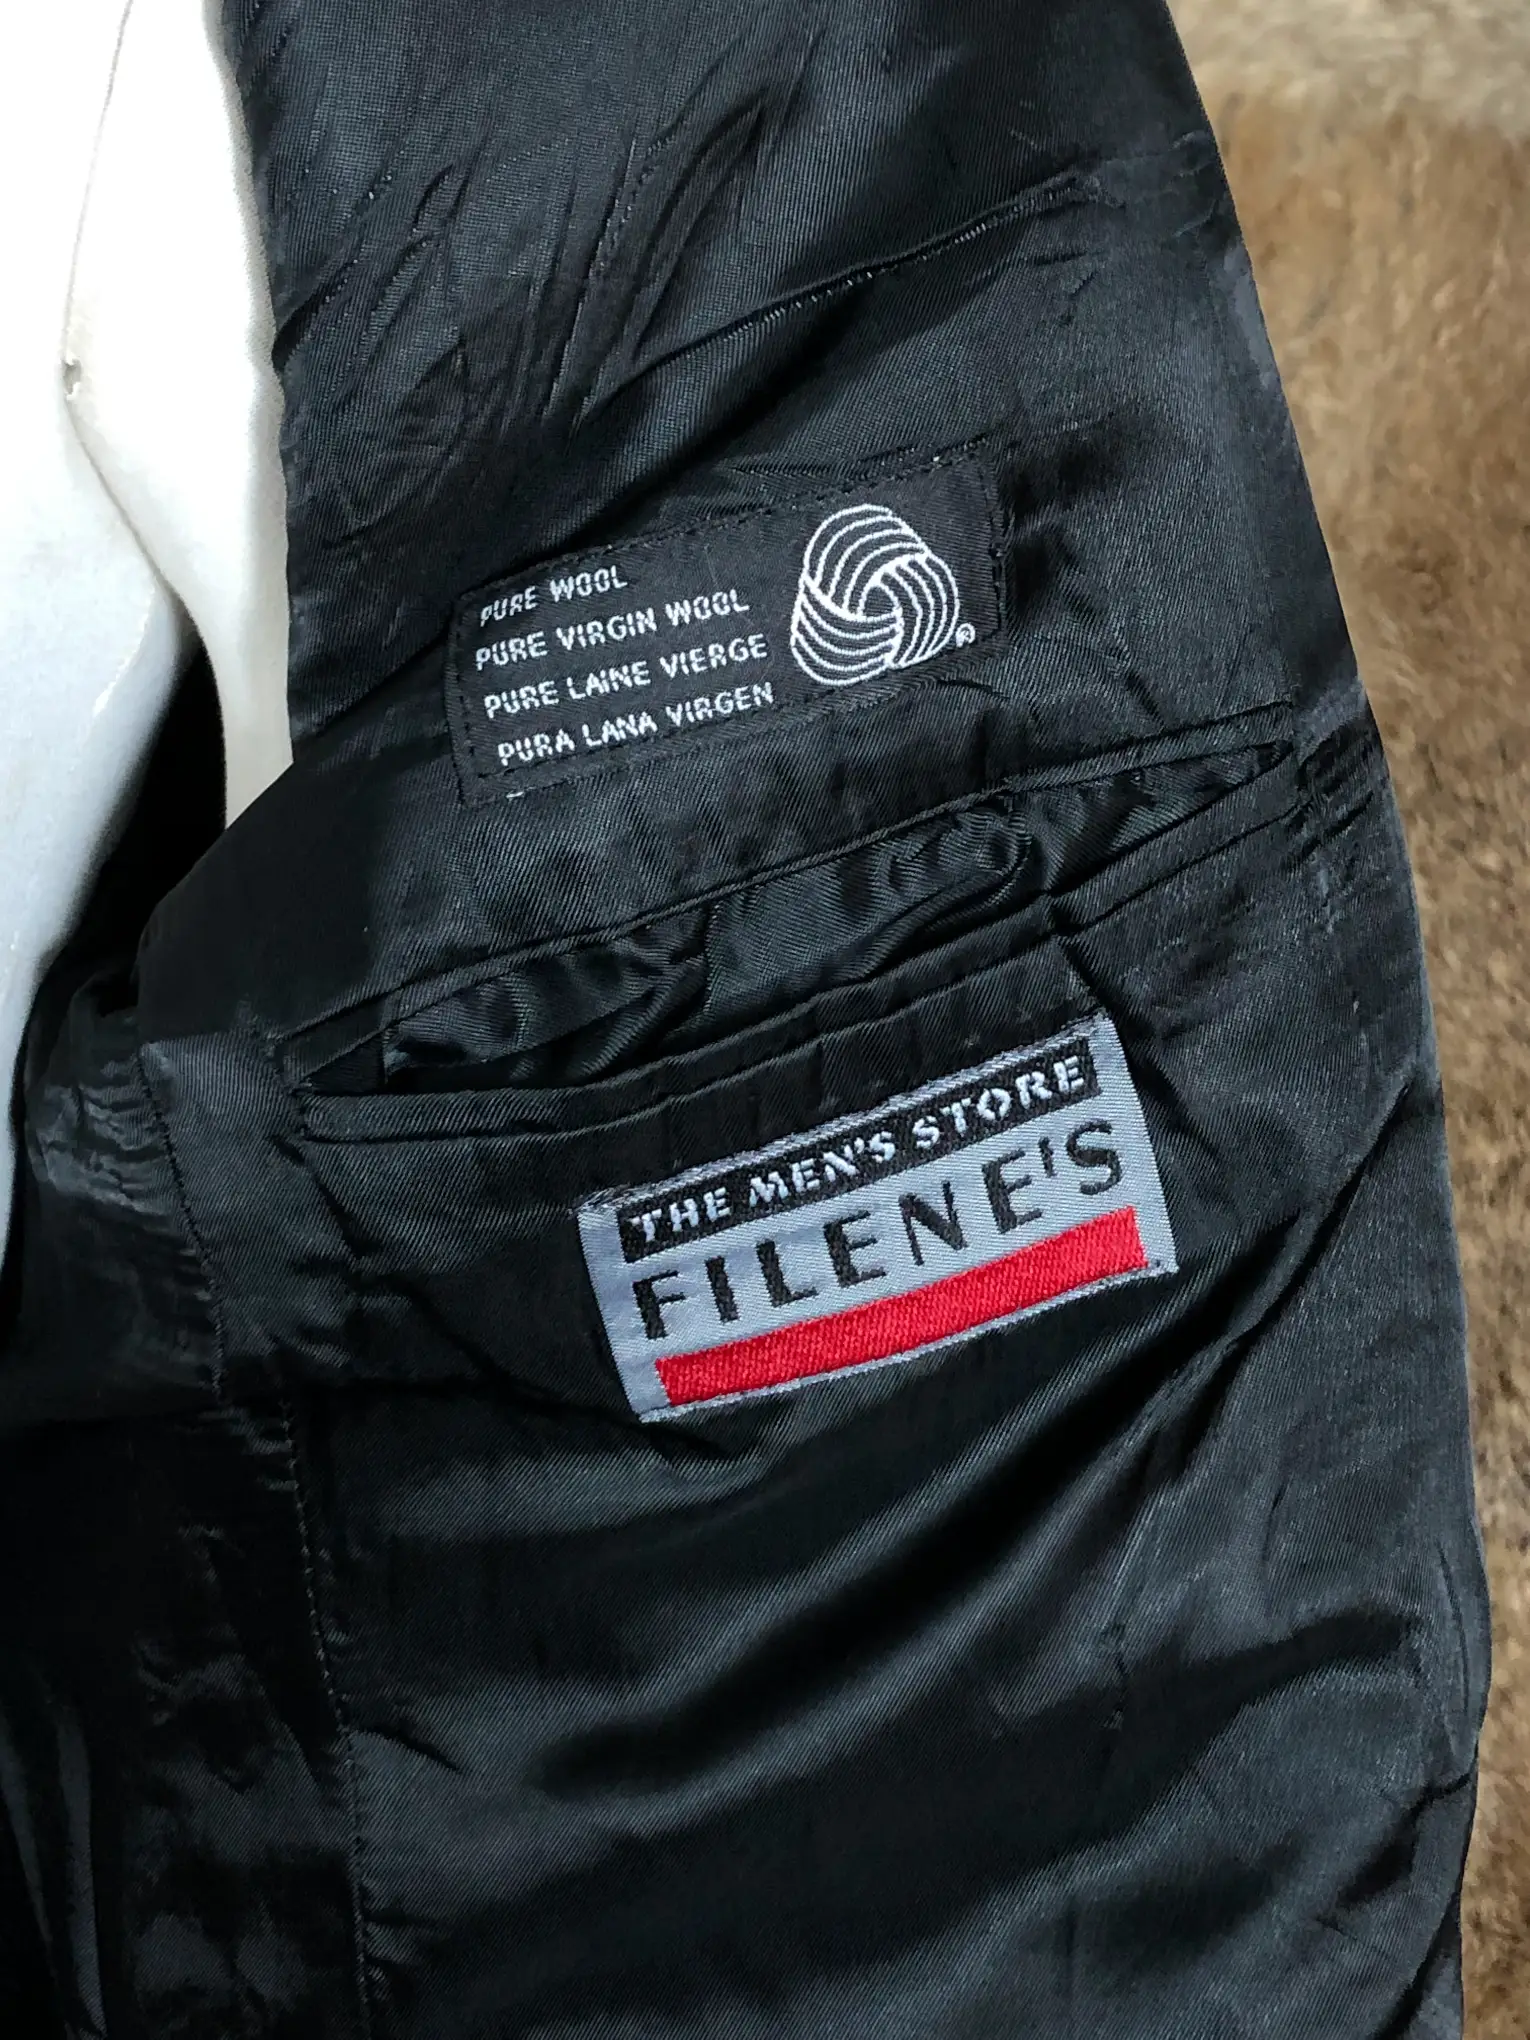 PURE WOOL
PURE VIRGIN WOOL
PURE LAINE VIERGE
PURA LANA VIRGEN
®
THE MEN'S STORE
FILENE'S